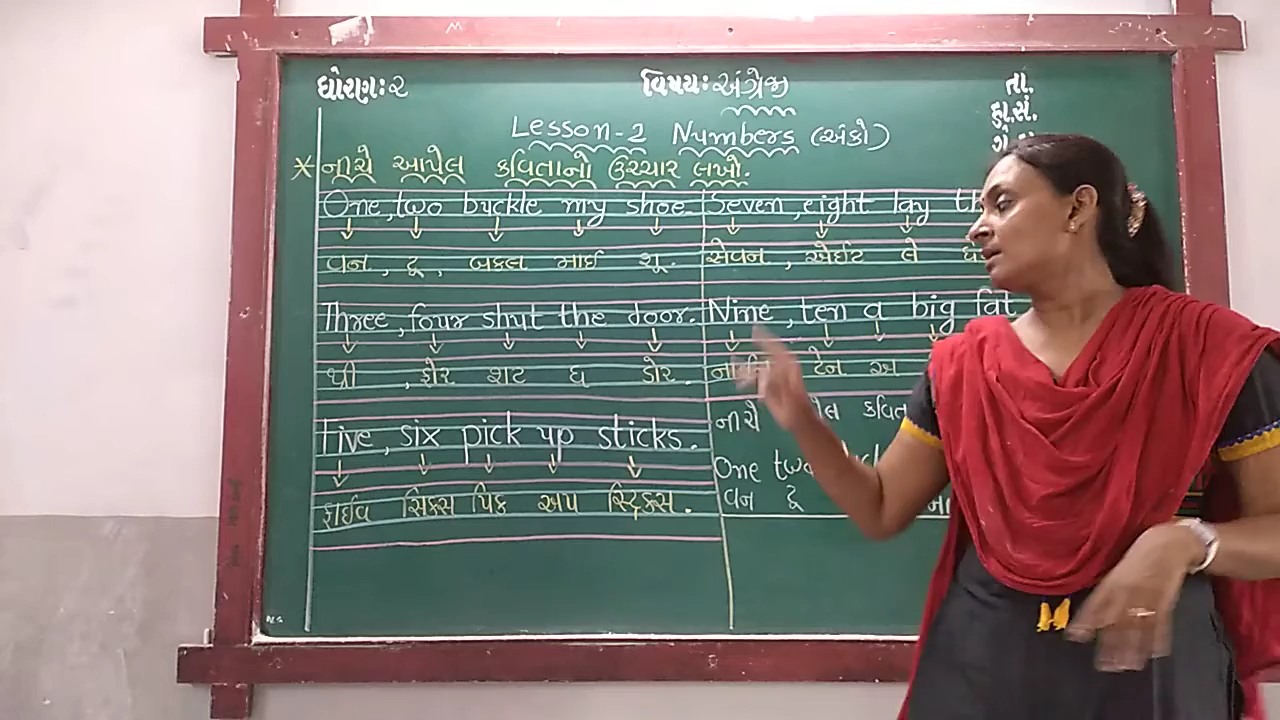 ધોરણ:૨ વિષય: અંગ્રેજી તા.
હા.સં.
Lesson-2 Numbers (અંકો)
* નીચે આપેલ કવિતાનો ઉચ્ચાર લખો.
One, two buckle my shoe.
વન, ટૂ, બકલ માઈ શૂ.
Three, four shut the door.
થ્રી , ફોર શટ ધ ડોર.
Five, six pick up sticks.
ફાઈવ સિક્સ પિક અપ સ્ટિક્સ.
Seven, eight lay
સેવન, એઈટ લે
Nine, ten a big fat
ટેન અ
નીચે કવિતા
One two
વન ટૂ